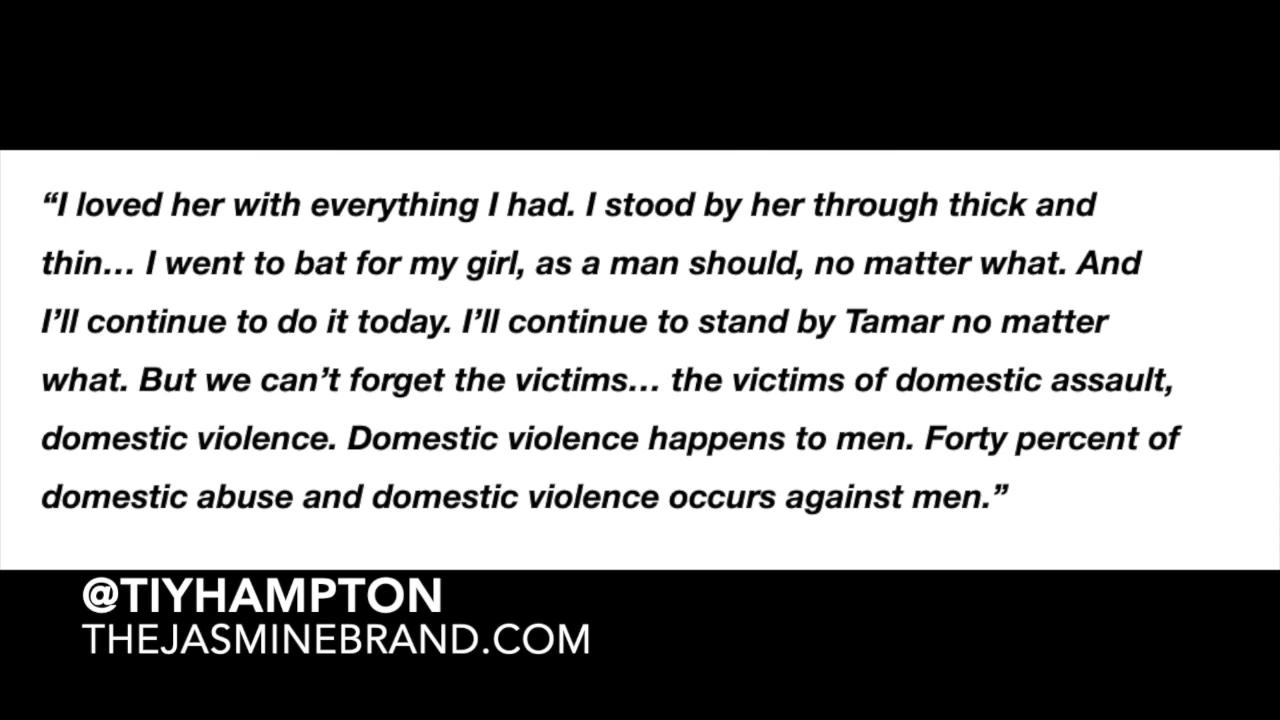 “I loved her with everything I had. I stood by her through thick and
thin… I went to bat for my girl, as a man should, no matter what. And
I’ll continue to do it today. I’ll continue to stand by Tamar no matter
what. But we can’t forget the victims… the victims of domestic assault,
domestic violence. Domestic violence happens to men. Forty percent of
domestic abuse and domestic violence occurs against men.”
@TIYHAMPTON
THEJASMINEBRAND.COM